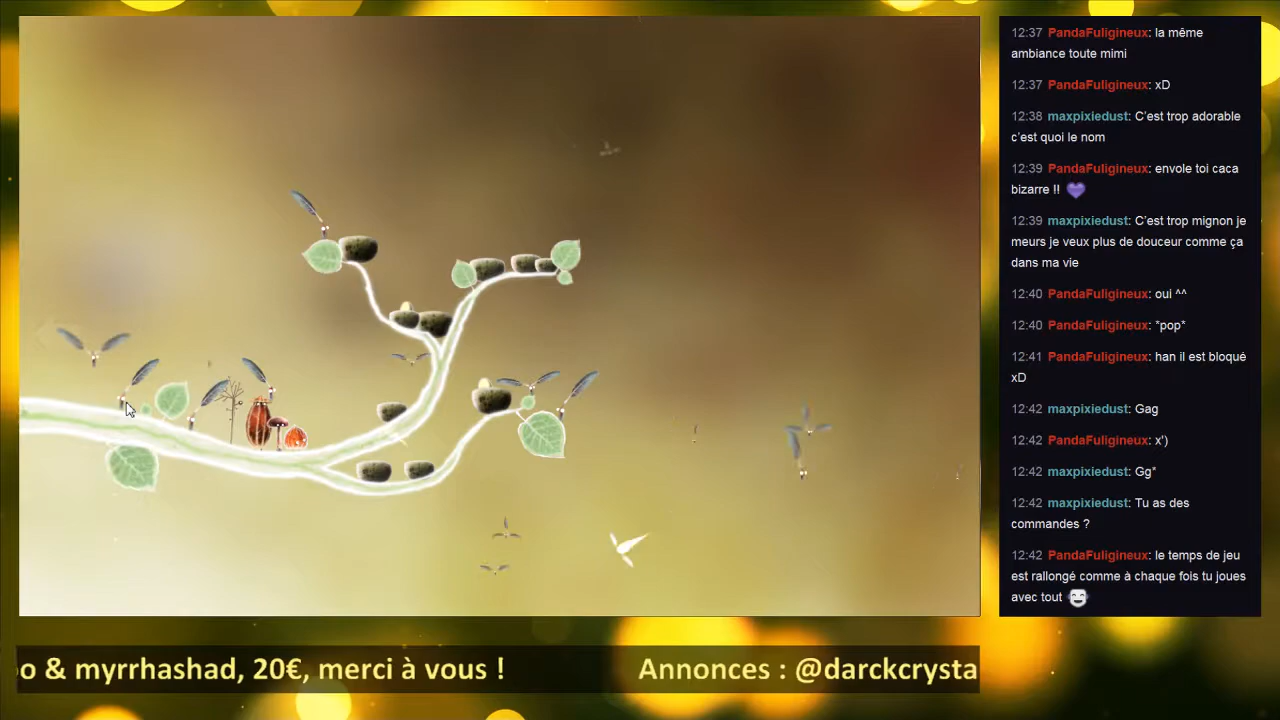 12:37 PandaFuligineux: la même
ambiance toute mimi
12:37 PandaFuligineux: xD
12:38 maxpixiedust: C'est trop adorable
c'est quoi le nom
12:39 PandaFuligineux: envole toi caca
bizarre !!
12:39 maxpixiedust: C'est trop mignon je
meurs je veux plus de douceur comme ça
dans ma vie
12:40 PandaFuligineux: oui ^^
12:40 PandaFuligineux: *pop*
12:41 PandaFuligineux: han il est bloqué
xD
12:42 maxpixiedust: Gag
12:42 PandaFuligineux: x')
12:42 maxpixiedust: Gg*
12:42 maxpixiedust: Tu as des
commandes ?
12:42 PandaFuligineux: le temps de jeu
est rallongé comme à chaque fois tu joues
avec tout
& myrrhashad, 20€, merci à vous ! Annonces : @darckcrysta